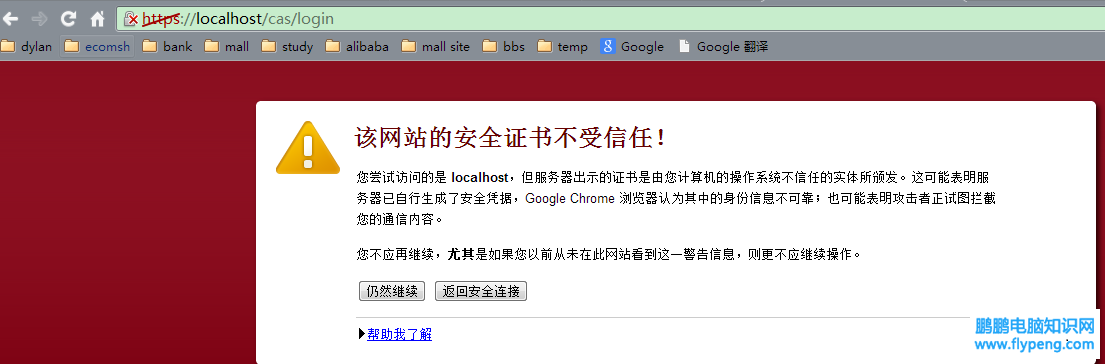 https://localhost/cas/login
dylan ecomsh bank mall study alibaba mall site bbs temp Google Google 翻译
该网站的安全证书不受信任！
您尝试访问的是 localhost，但服务器出示的证书是由您计算机的操作系统不信任的实体所颁发。这可能表明服
务器已自行生成了安全凭据，Google Chrome 浏览器认为其中的身份信息不可靠；也可能表明攻击者正试图拦截
您的通信内容。
您不应再继续，尤其是如果您以前从未在此网站看到这一警告信息，则更不应继续操作。
仍然继续 返回安全连接
帮助我了解
鹏鹏电脑知识网
www.flypeng.com